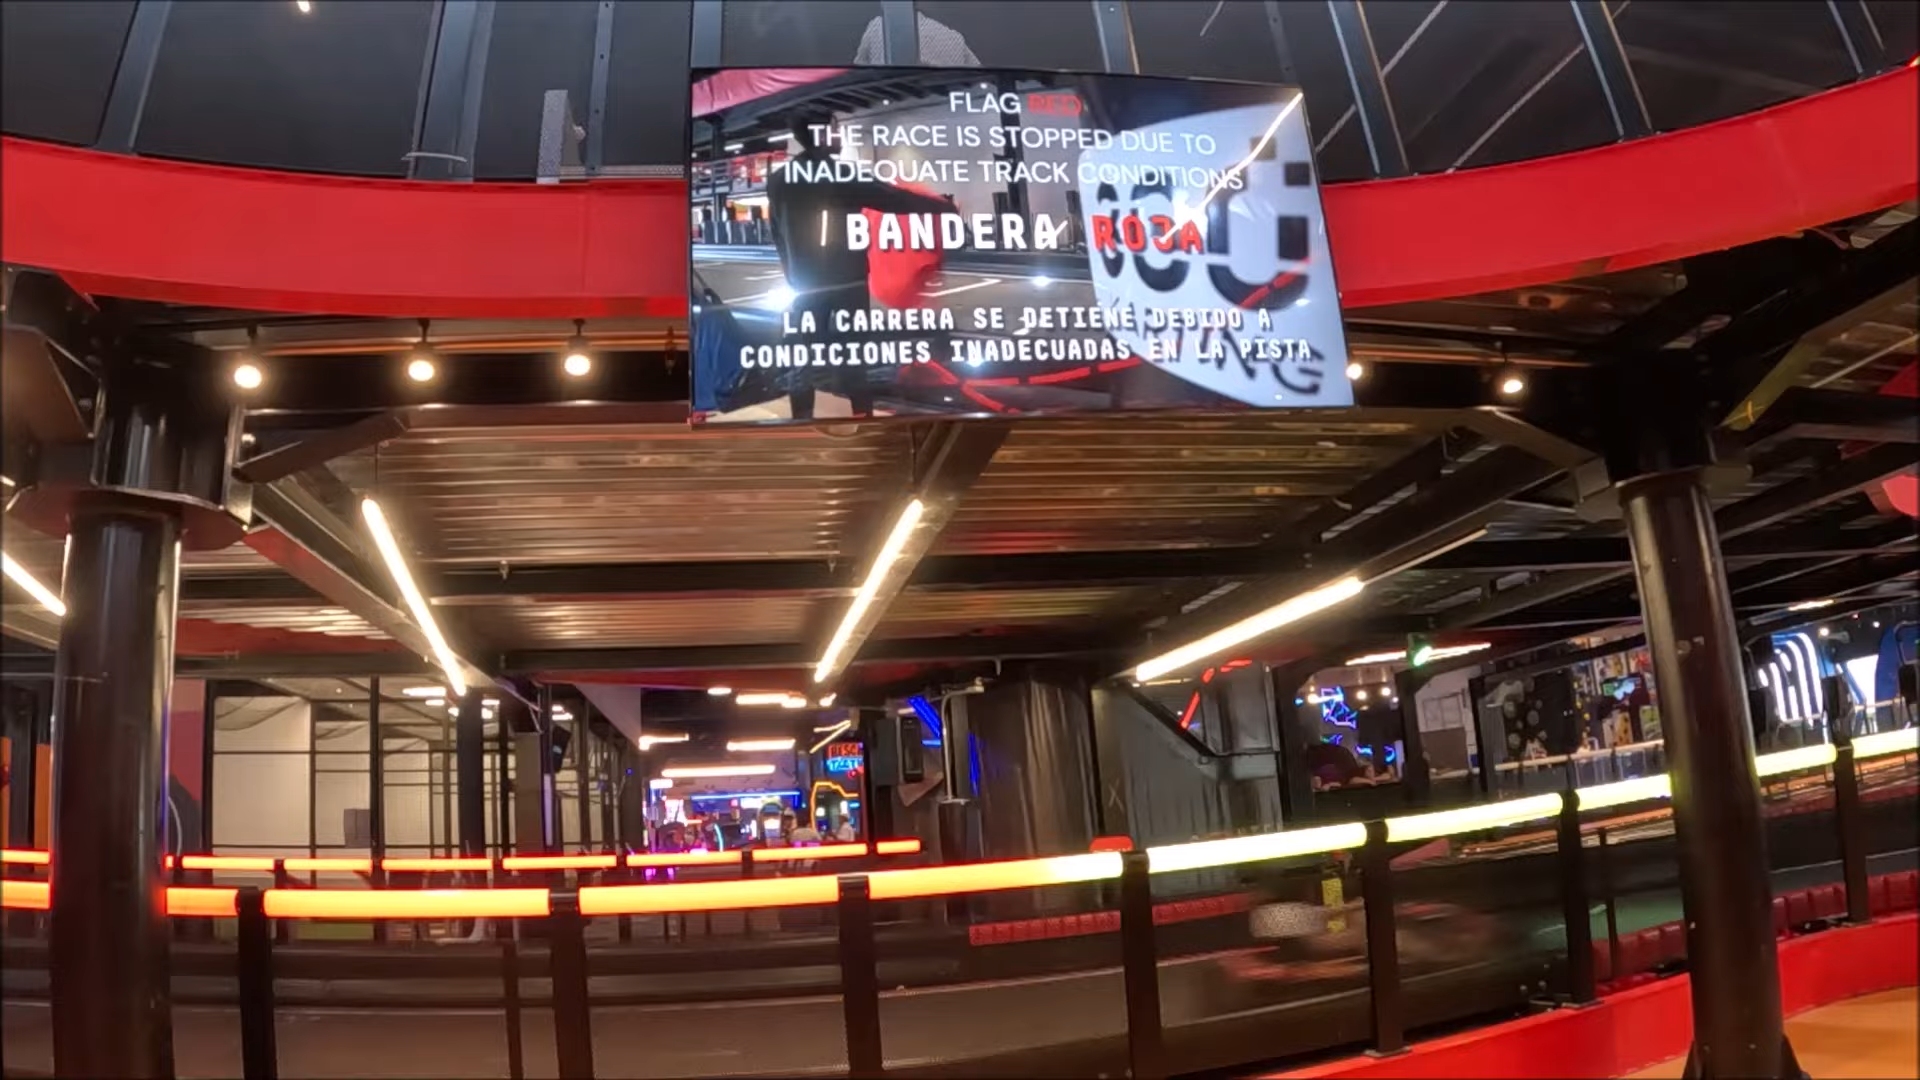 FLAG RED
THE RACE IS STOPPED DUE TO
INADEQUATE TRACK CONDITIONS
BANDERA ROJA
LA CARRERA SE DETIENE DEBIDO A
CONDICIONES INADECUADAS EN LA PISTA